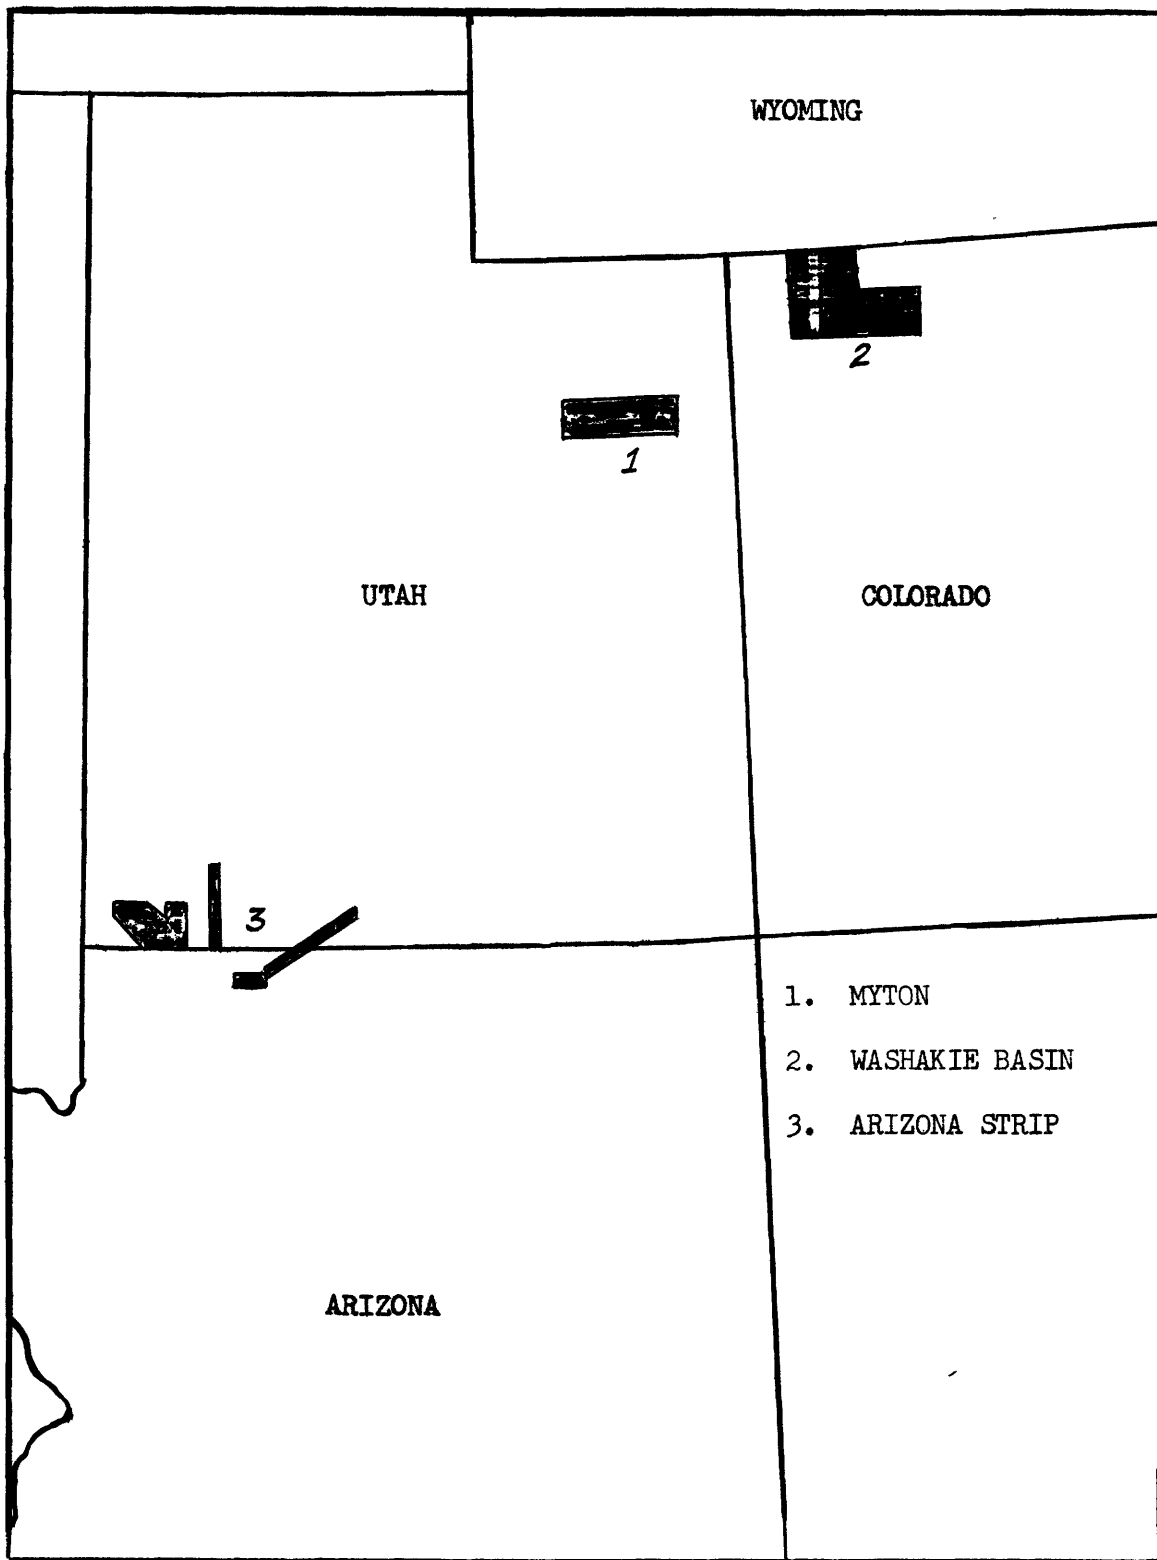 WYOMING
2
1
UTAH
COLORADO
3
1. MYTON
2. WASHAKIE BASIN
3. ARIZONA STRIP
ARIZONA